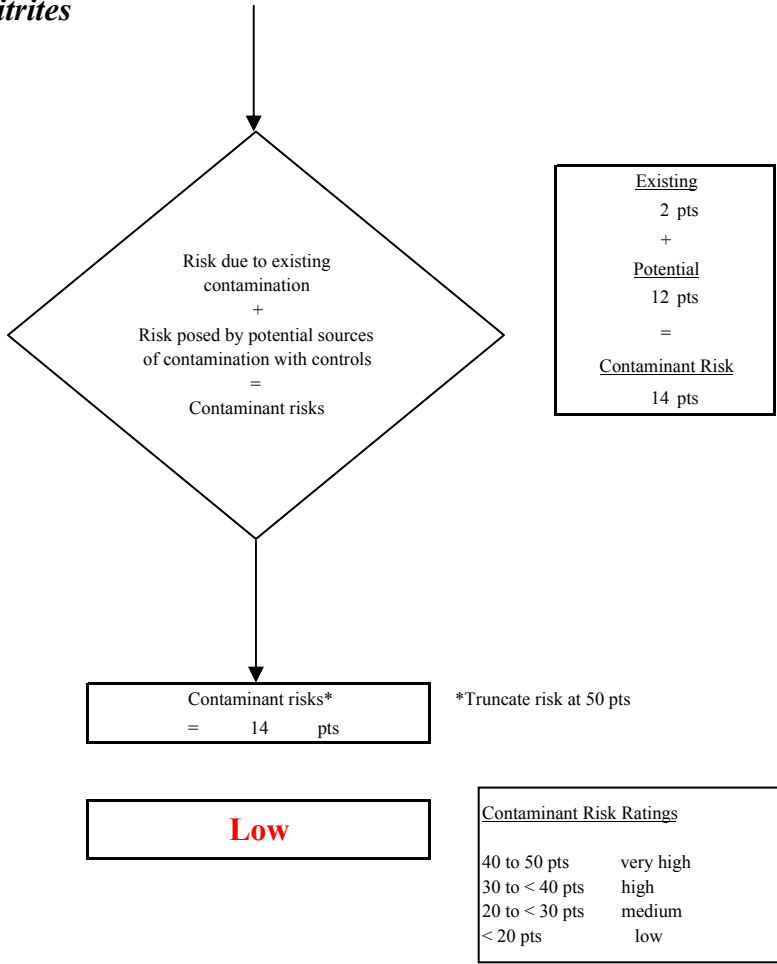 itrites
Risk due to existing
contamination
+
Risk posed by potential sources
of contamination with controls
=
Contaminant risks
Existing
2 pts
+
Potential
12 pts
=
Contaminant Risk
14 pts
Contaminant risks*
= 14 pts
*Truncate risk at 50 pts
Low
Contaminant Risk Ratings
40 to 50 pts very high
30 to < 40 pts high
20 to < 30 pts medium
< 20 pts low